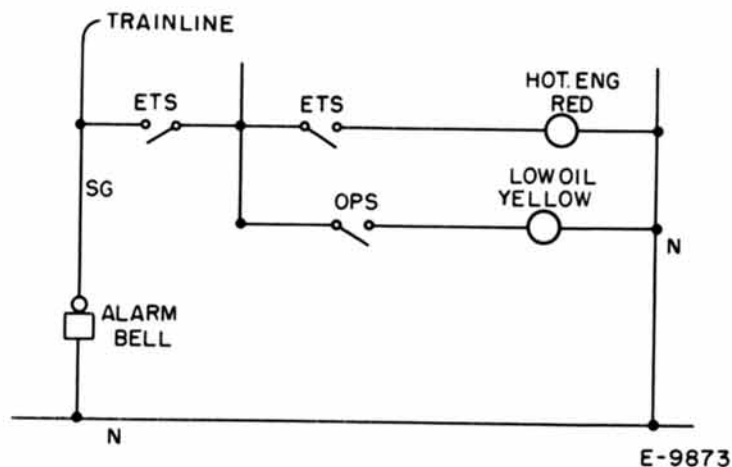 TRAINLINE
ETS
ETS
HOT. ENG
RED
SG
OPS
LOW OIL
YELLOW
N
ALARM
BELL
N
E-9873